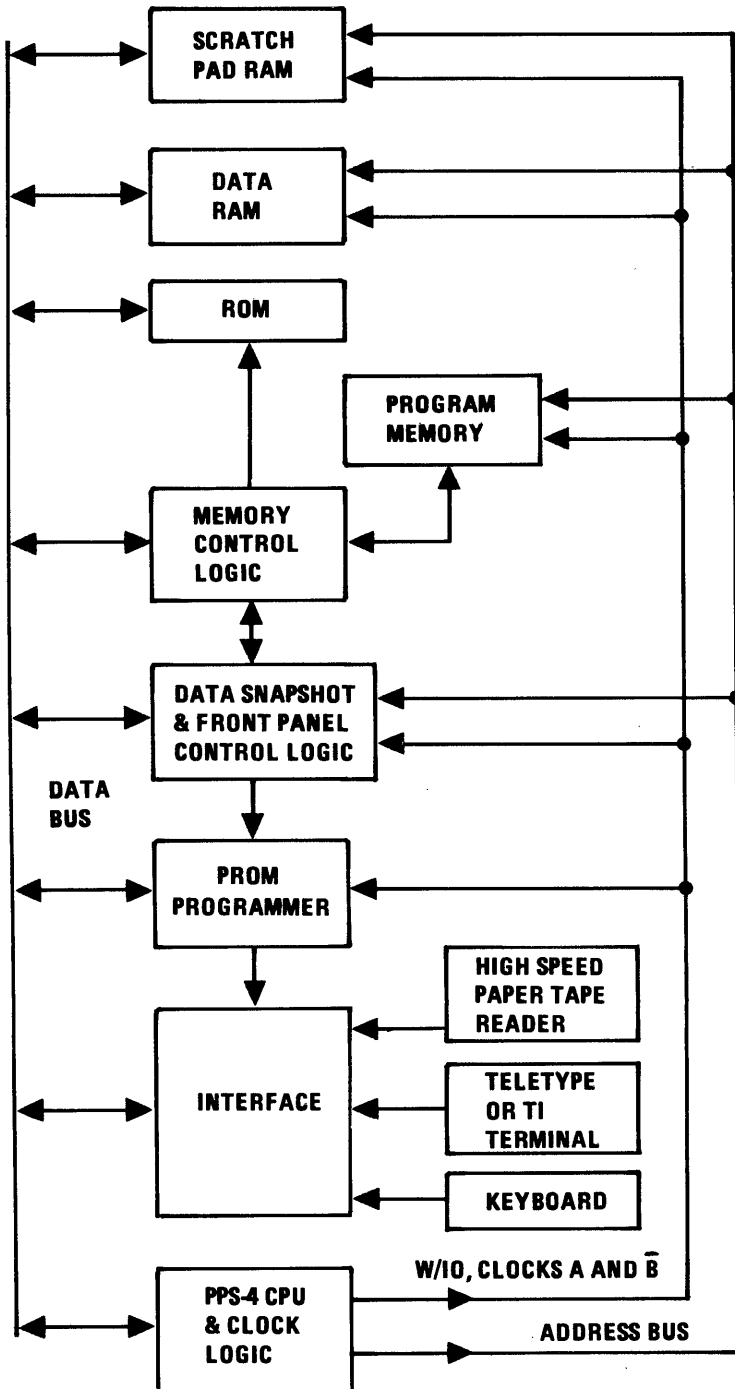 SCRATCH
PAD RAM
DATA
RAM
ROM
PROGRAM
MEMORY
MEMORY
CONTROL
LOGIC
DATA SNAPSHOT
& FRONT PANEL
CONTROL LOGIC
DATA
BUS
PROM
PROGRAMMER
HIGH SPEED
PAPER TAPE
READER
INTERFACE
TELETYPE
OR TI
TERMINAL
KEYBOARD
W/IO, CLOCKS A AND B̅
PPS-4 CPU
& CLOCK
LOGIC
ADDRESS BUS